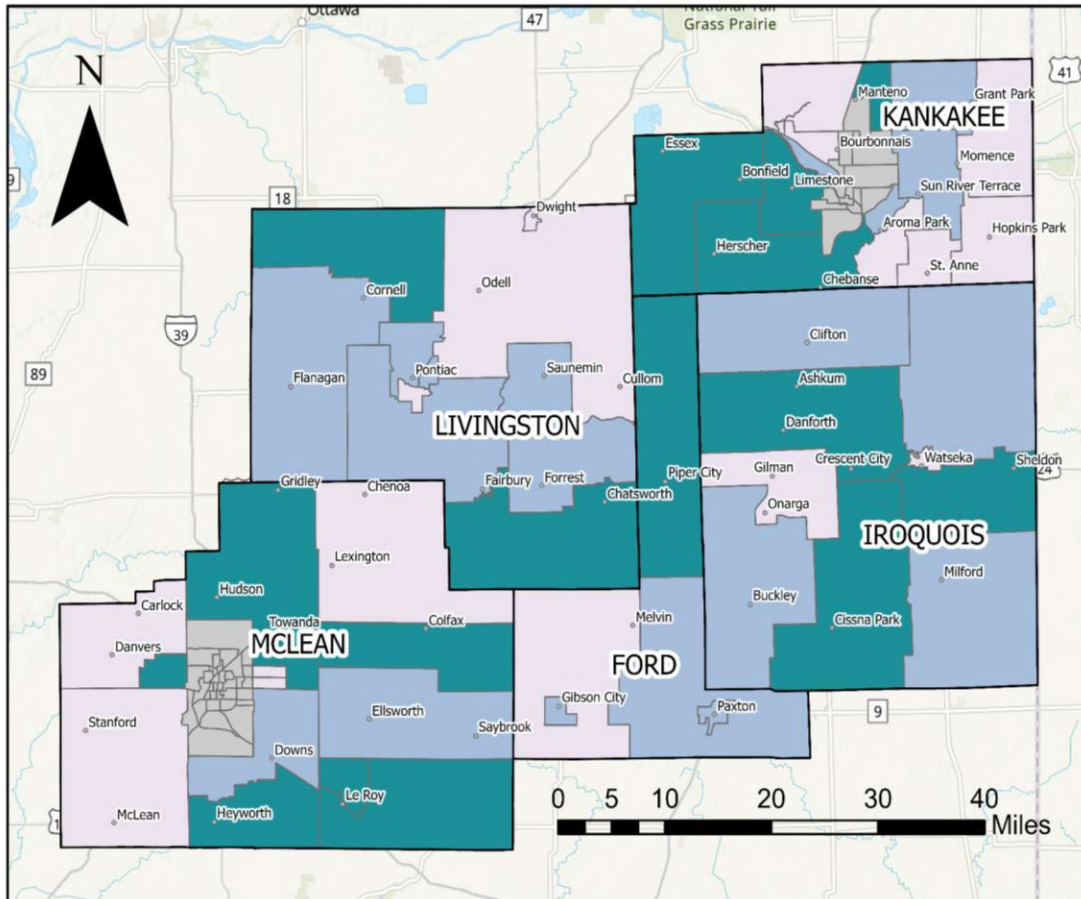 Ottawa
47
National Tall
Grass Prairie
N
41
Manteno
Grant Park
KANKAKEE
Essex
Bourbonnais
Momence
Bonfield
Limestone
Sun River Terrace
9
18
Dwight
Aroma Park
Hopkins Park
Herscher
St. Anne
Odell
Chebanse
Cornell
39
Clifton
89
Flanagan
Pontiac
Saunemin
Cullom
Ashkum
LIVINGSTON
Danforth
Gridley
Chenoa
Fairbury
Forrest
Chatsworth
Piper City
Gilman
Crescent City
Watseka
Sheldon
24
Onarga
IROQUOIS
Lexington
Milford
Hudson
Carlock
Buckley
Towanda
Colfax
Melvin
Cissna Park
MCLEAN
Danvers
FORD
Stanford
Ellsworth
Gibson City
Paxton
9
Saybrook
Downs
McLean
Heyworth
Le Roy
0 5 10 20 30 40
Miles